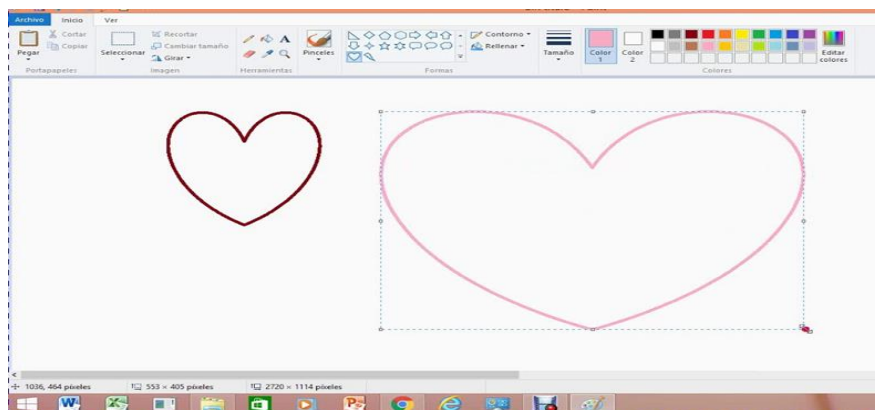 Archivo Inicio Ver
Pegar
Cortar
Copiar
Portapapeles
Seleccionar
Recortar
Cambiar tamaño
Girar
Imagen
A
Herramientas
Pinceles
Formas
Contorno
Rellenar
Tamaño
Color 1
Color 2
Editar colores
Colores
1036, 464 píxeles 553 × 405 píxeles 2720 × 1114 píxeles